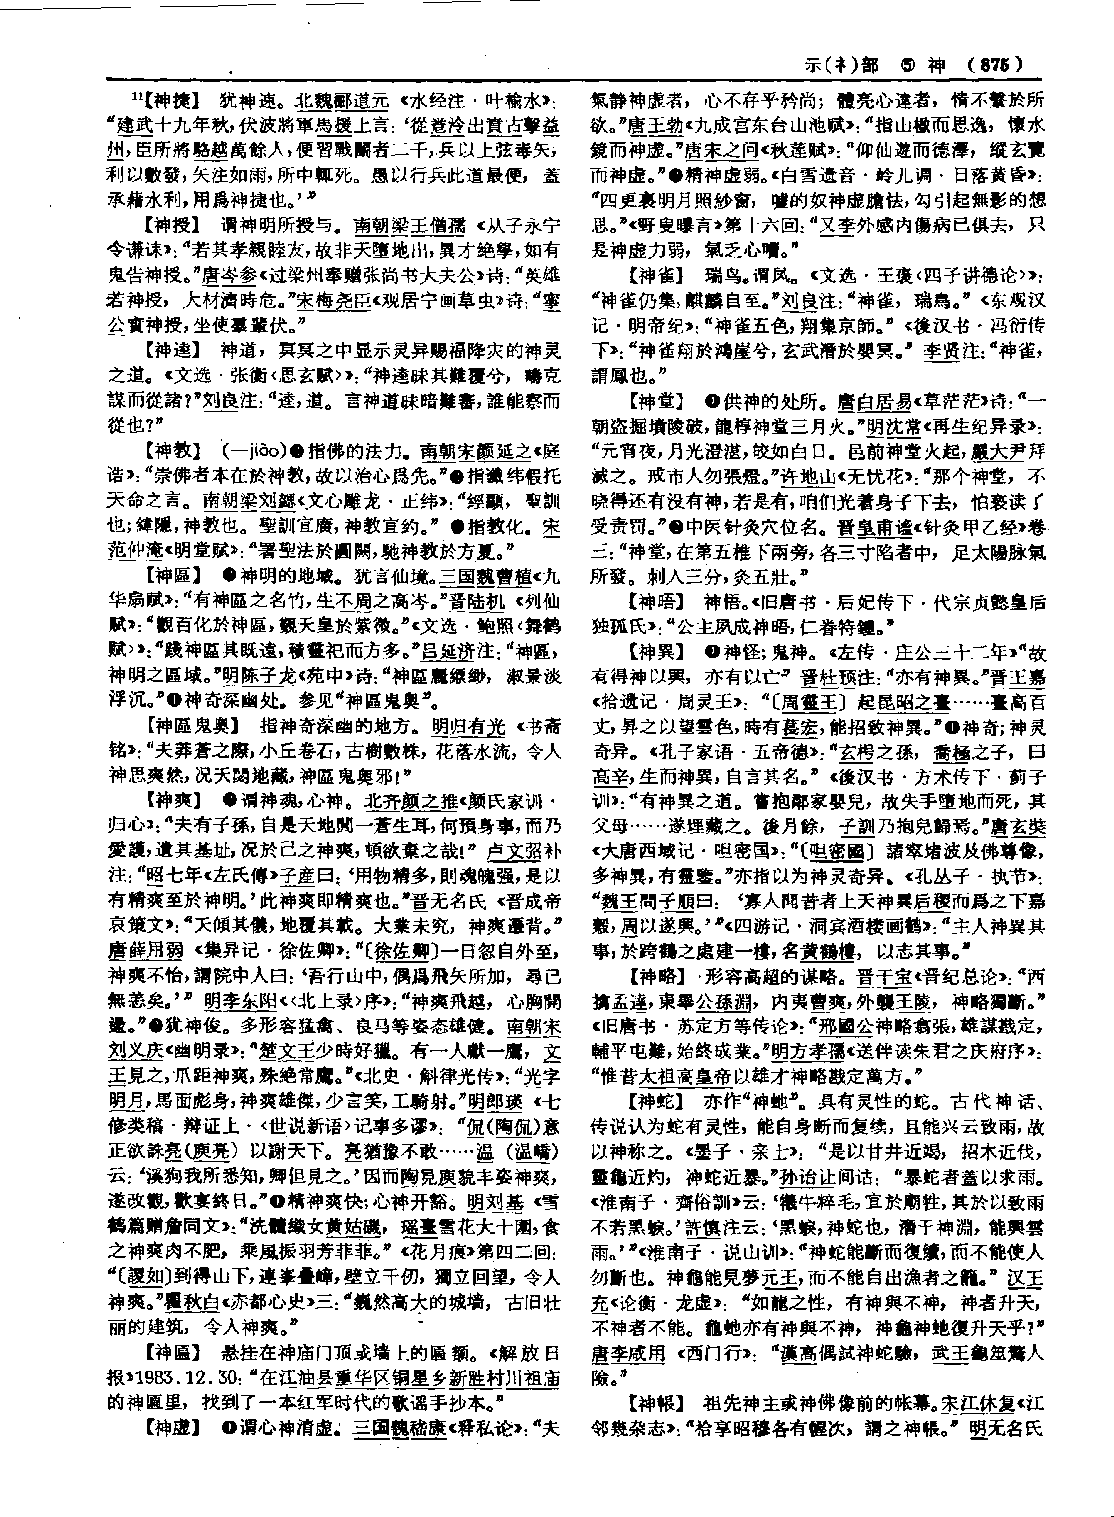 示(礻)部 ⑤ 神 (875)
11【神捷】 犹神速。北魏郦道元《水经注·叶榆水》：
“建武十九年秋，伏波將軍馬援上言：‘從麊泠出賁古擊益
州，臣所將駱越萬餘人，便習戰鬬者二千，兵以上弦毒矢，
利以數發，矢注如雨，所中輒死。愚以行兵此道最便，蓋
承藉水利，用爲神捷也。’”
【神授】 谓神明所授与。南朝梁王僧孺《从子永宁
令谦诔》：“若其孝親睦友，故非天墮地出，異才绝學，如有
鬼告神授。”唐岑参《过梁州奉赠张尚书大夫公》诗：“英雄
若神授，大材濟時危。”宋梅尧臣《观居宁画草虫》诗：“寧
公實神授，坐使羣輩伏。”
【神逵】 神道，冥冥之中显示灵异赐福降灾的神灵
之道。《文选·张衡〈思玄赋〉》：“神逵昧其難覆兮，疇克
謀而從諸？”刘良注：“逵，道。言神道昧暗難審，誰能察而
從也？”
【神教】 (—jiào)❶指佛的法力。南朝宋颜延之《庭
诰》：“崇佛者本在於神教，故以治心爲先。”❷指谶纬假托
天命之言。南朝梁刘勰《文心雕龙·正纬》：“經顯，聖訓
也；緯隱，神教也。聖訓宜廣，神教宜約。”❸指教化。宋
范仲淹《明堂赋》：“署聖法於圓闕，馳神教於方夏。”
【神區】 ❶神明的地域。犹言仙境。三国魏曹植《九
华扇赋》：“有神區之名竹，生不周之高岑。”晋陆机《列仙
赋》：“觀百化於神區，覲天皇於紫微。”《文选·鲍照〈舞鹤
赋〉》：“踐神區其既遠，積靈祀而方多。”吕延济注：“神區，
神明之區域。”明陈子龙《苑中》诗：“神區麗縹緲，淑景淡
浮沉。”❷神奇深幽处。参见“神區鬼奥”。
【神區鬼奥】 指神奇深幽的地方。明归有光《书斋
铭》：“夫莽蒼之際，小丘卷石，古樹數株，花落水流，令人
神思爽然，況天閟地藏，神區鬼奥邪！”
【神爽】 ❶谓神魂，心神。北齐颜之推《颜氏家训·
归心》：“夫有子孫，自是天地閒一蒼生耳，何預身事，而乃
愛護，遺其基址，況於己之神爽，頓欲棄之哉！”卢文弨补
注：“昭七年《左氏傳》子産曰：‘用物精多，則魂魄强，是以
有精爽至於神明。’此神爽即精爽也。”晋无名氏《晋成帝
哀策文》：“天傾其儀，地覆其載。大業未究，神爽遷背。”
唐薛用弱《集异记·徐佐卿》：“〔徐佐卿〕一日忽自外至，
神爽不怡，謂院中人曰：‘吾行山中，偶爲飛矢所加，尋已
無恙矣。’”明李东阳《〈北上录〉序》：“神爽飛越，心胸開
盪。”❷犹神俊。多形容猛禽、良马等姿态雄健。南朝宋
刘义庆《幽明录》：“楚文王少時好獵。有一人獻一鷹，文
王見之，爪距神爽，殊絶常鷹。”《北史·斛律光传》：“光字
明月，馬面彪身，神爽雄傑，少言笑，工騎射。”明郎瑛《七
修类稿·辩证上·〈世说新语〉记事多谬》：“侃(陶侃)意
正欲誅亮(庾亮)以謝天下。亮猶豫不敢……温(温嶠)
云：‘溪狗我所悉知，卿但見之。’因而陶見庾貌丰姿神爽，
遂改觀，歡宴终日。”❸精神爽快；心神开豁。明刘基《雪
鹤篇赠詹同文》：“洗髓織女黄姑磯，瑶臺雪花大十圍，食
之神爽肉不肥，乘風振羽芳菲菲。”《花月痕》第四二回：
“〔謖如〕到得山下，連峯疊嶂，壁立千仞，獨立回望，令人
神爽。”瞿秋白《赤都心史》三：“巍然高大的城墙，古旧壮
丽的建筑，令人神爽。”
【神匾】 悬挂在神庙门顶或墙上的匾额。《解放日
报》1983.12.30：“在江油县重华区铜星乡新胜村川祖庙
的神匾里，找到了一本红军时代的歌谣手抄本。”
【神虚】 ❶谓心神清虚。三国魏嵇康《释私论》：“夫
氣静神虚者，心不存乎矜尚；體亮心達者，情不繫於所
欲。”唐王勃《九成宫东台山池赋》：“指山楹而思逸，懷水
鏡而神虚。”唐宋之问《秋莲赋》：“仰仙遊而德澤，縱玄覽
而神虚。”❷精神虚弱。《白雪遗音·岭儿调·日落黄昏》：
“四更裏明月照紗窗，嚧的奴神虚膽怯，勾引起無影的想
思。”《野叟曝言》第十六回：“又李外感内傷病已俱去，只
是神虚力弱，氣乏心嘈。”
【神雀】 瑞鸟。谓凤。《文选·王褒〈四子讲德论〉》：
“神雀仍集，麒麟自至。”刘良注：“神雀，瑞鳥。”《东观汉
记·明帝纪》：“神雀五色，翔集京師。”《後汉书·冯衍传
下》：“神雀翔於鴻崖兮，玄武潛於嬰冥。”李贤注：“神雀，
謂鳳也。”
【神堂】 ❶供神的处所。唐白居易《草茫茫》诗：“一
朝盗掘墳陵破，龍椁神堂三月火。”明沈常《再生纪异录》：
“元宵夜，月光澄湛，皎如白日。邑前神堂火起，嚴大尹拜
滅之。戒市人勿張燈。”许地山《无忧花》：“那个神堂，不
晓得还有没有神，若是有，咱们光着身子下去，怕亵渎了
受责罚。”❷中医针灸穴位名。晋皇甫谧《针灸甲乙经》卷
三：“神堂，在第五椎下兩旁，各三寸陷者中，足太陽脉氣
所發。刺入三分，灸五壯。”
【神晤】 神悟。《旧唐书·后妃传下·代宗贞懿皇后
独孤氏》：“公主夙成神晤，仁眷特鍾。”
【神異】 ❶神怪；鬼神。《左传·庄公三十二年》“故
有得神以興，亦有以亡”晋杜预注：“亦有神異。”晋王嘉
《拾遗记·周灵王》：“〔周靈王〕起昆昭之臺……臺高百
丈，昇之以望雲色，時有萇宏，能招致神異。”❷神奇；神灵
奇异。《孔子家语·五帝德》：“玄枵之孫，喬極之子，曰
高辛，生而神異，自言其名。”《後汉书·方术传下·蓟子
训》：“有神異之道。嘗抱鄰家嬰兒，故失手墮地而死，其
父母……遂埋藏之。後月餘，子訓乃抱兒歸焉。”唐玄奘
《大唐西域记·呾密国》：“〔呾密國〕諸窣堵波及佛尊像，
多神異，有靈鑒。”亦指以为神灵奇异。《孔丛子·执节》：
“魏王問子順曰：‘寡人聞昔者上天神異后稷而爲之下嘉
穀，周以遂興。’”《四游记·洞宾酒楼画鹤》：“主人神異其
事，於跨鶴之處建一樓，名黄鶴樓，以志其事。”
【神略】 形容高超的谋略。晋干宝《晋纪总论》：“西
擒孟達，東舉公孫淵，内夷曹爽，外襲王陵，神略獨斷。”
《旧唐书·苏定方等传论》：“邢國公神略翕張，雄謀戡定，
輔平屯難，始終成業。”明方孝孺《送伴读朱君之庆府序》：
“惟昔太祖高皇帝以雄才神略戡定萬方。”
【神蛇】 亦作“神虵”。具有灵性的蛇。古代神话、
传说认为蛇有灵性，能自身断而复续，且能兴云致雨，故
以神称之。《墨子·亲士》：“是以甘井近竭，招木近伐，
靈龜近灼，神蛇近暴。”孙诒让间诂：“暴蛇者蓋以求雨。
《淮南子·齊俗訓》云：‘犧牛粹毛，宜於廟牲，其於以致雨
不若黑蜧。’許慎注云：‘黑蜧，神蛇也，潛于神淵，能興雲
雨。’”《淮南子·说山训》：“神蛇能斷而復續，而不能使人
勿斷也。神龜能見夢元王，而不能自出漁者之籠。”汉王
充《论衡·龙虚》：“如龍之性，有神與不神，神者升天，
不神者不能。龜虵亦有神與不神，神龜神虵復升天乎？”
唐李咸用《西门行》：“漢高偶試神蛇驗，武王龜筮驚人
險。”
【神帳】 祖先神主或神佛像前的帐幕。宋江休复《江
邻幾杂志》：“祫享昭穆各有幄次，謂之神帳。”明无名氏